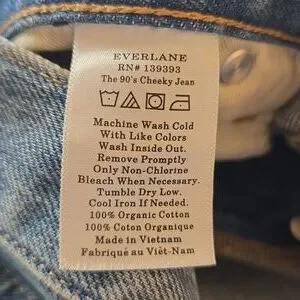 EVERLANE
RN# 139393
The 90's Cheeky Jean
Machine Wash Cold
With Like Colors
Wash Inside Out.
Remove Promptly
Only Non-Chlorine
Bleach When Necessary.
Tumble Dry Low.
Cool Iron If Needed.
100% Organic Cotton
100% Coton Organique
Made in Vietnam
Fabriqué au Việt-Nam